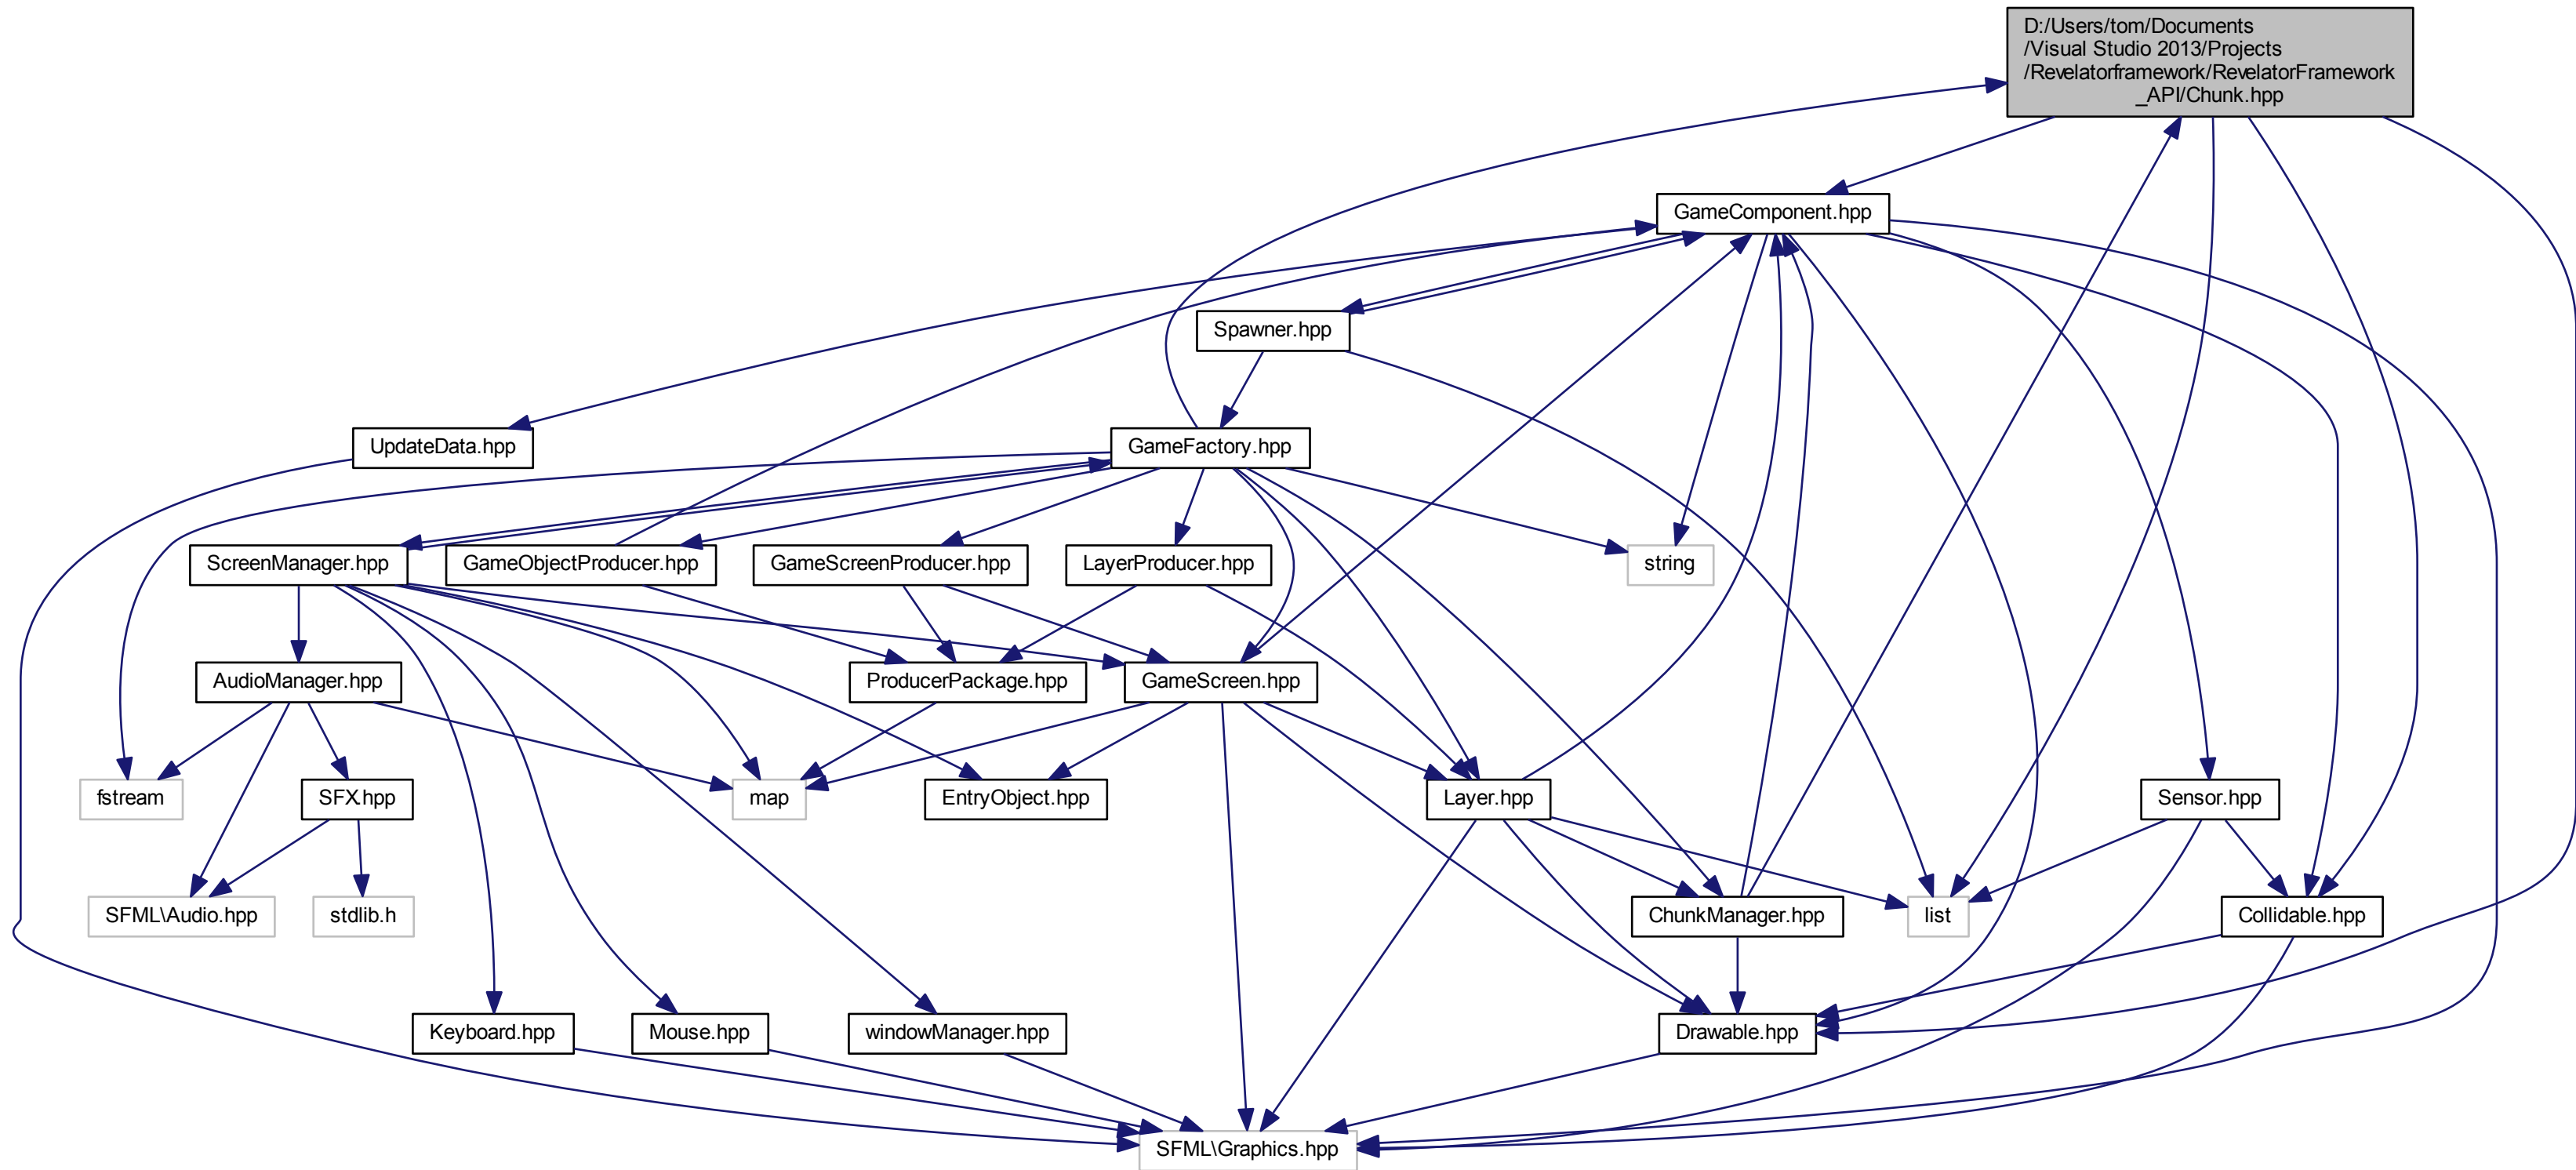 D:/Users/tom/Documents
/Visual Studio 2013/Projects
/Revelatorframework/RevelatorFramework
_API/Chunk.hpp
GameComponent.hpp
Spawner.hpp
UpdateData.hpp
GameFactory.hpp
ScreenManager.hpp
GameObjectProducer.hpp
GameScreenProducer.hpp
LayerProducer.hpp
string
AudioManager.hpp
ProducerPackage.hpp
GameScreen.hpp
fstream
SFX.hpp
map
EntryObject.hpp
Layer.hpp
Sensor.hpp
SFML\Audio.hpp
stdlib.h
ChunkManager.hpp
list
Collidable.hpp
Keyboard.hpp
Mouse.hpp
windowManager.hpp
Drawable.hpp
SFML\Graphics.hpp